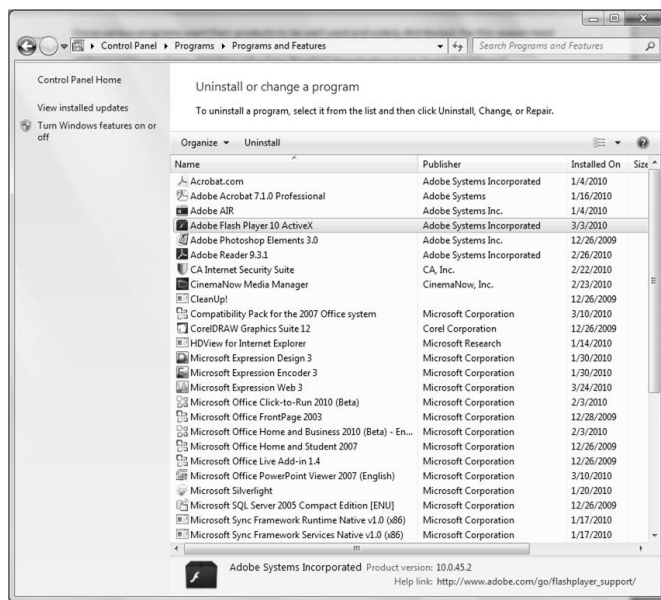 Control Panel ▸ Programs ▸ Programs and Features
Search Programs and Features
Control Panel Home
View installed updates
Turn Windows features on or off
Uninstall or change a program
To uninstall a program, select it from the list and then click Uninstall, Change, or Repair.
Organize Uninstall
Name Publisher Installed On Size
Acrobat.com Adobe Systems Incorporated 1/4/2010
Adobe Acrobat 7.1.0 Professional Adobe Systems 1/16/2010
Adobe AIR Adobe Systems Inc. 1/4/2010
Adobe Flash Player 10 ActiveX Adobe Systems Incorporated 3/3/2010
Adobe Photoshop Elements 3.0 Adobe Systems Inc. 12/26/2009
Adobe Reader 9.3.1 Adobe Systems Incorporated 2/26/2010
CA Internet Security Suite CA, Inc. 2/22/2010
CinemaNow Media Manager CinemaNow, Inc. 2/23/2010
CleanUp! 12/26/2009
Compatibility Pack for the 2007 Office system Microsoft Corporation 3/10/2010
CorelDRAW Graphics Suite 12 Corel Corporation 12/26/2009
HDView for Internet Explorer Microsoft Research 1/14/2010
Microsoft Expression Design 3 Microsoft Corporation 1/30/2010
Microsoft Expression Encoder 3 Microsoft Corporation 1/30/2010
Microsoft Expression Web 3 Microsoft Corporation 3/24/2010
Microsoft Office Click-to-Run 2010 (Beta) Microsoft Corporation 2/3/2010
Microsoft Office FrontPage 2003 Microsoft Corporation 12/28/2009
Microsoft Office Home and Business 2010 (Beta) - En... Microsoft Corporation 2/3/2010
Microsoft Office Home and Student 2007 Microsoft Corporation 12/26/2009
Microsoft Office Live Add-in 1.4 Microsoft Corporation 12/26/2009
Microsoft Office PowerPoint Viewer 2007 (English) Microsoft Corporation 3/10/2010
Microsoft Silverlight Microsoft Corporation 1/20/2010
Microsoft SQL Server 2005 Compact Edition [ENU] Microsoft Corporation 12/26/2009
Microsoft Sync Framework Runtime Native v1.0 (x86) Microsoft Corporation 1/17/2010
Microsoft Sync Framework Services Native v1.0 (x86) Microsoft Corporation 1/17/2010
Adobe Systems Incorporated Product version: 10.0.45.2
Help link: http://www.adobe.com/go/flashplayer_support/